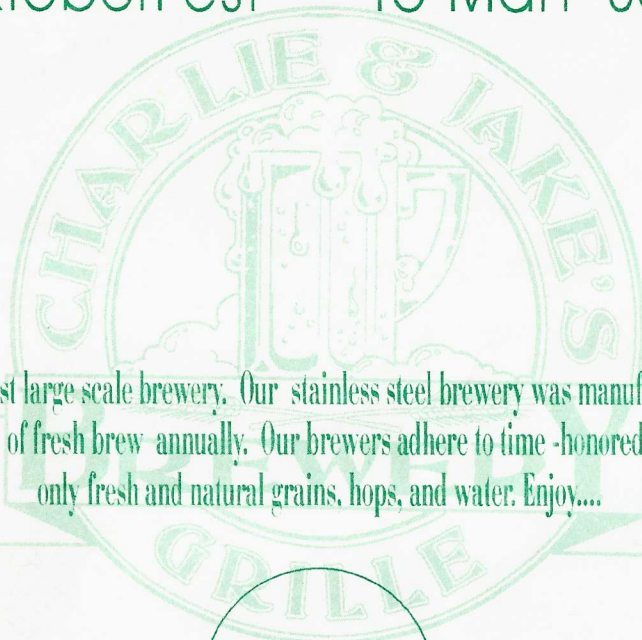 CHARLIE & JAKE'S
st large scale brewery. Our stainless steel brewery was manuf
of fresh brew annually. Our brewers adhere to time -honored
only fresh and natural grains, hops, and water. Enjoy....
BREWERY
GRILLE